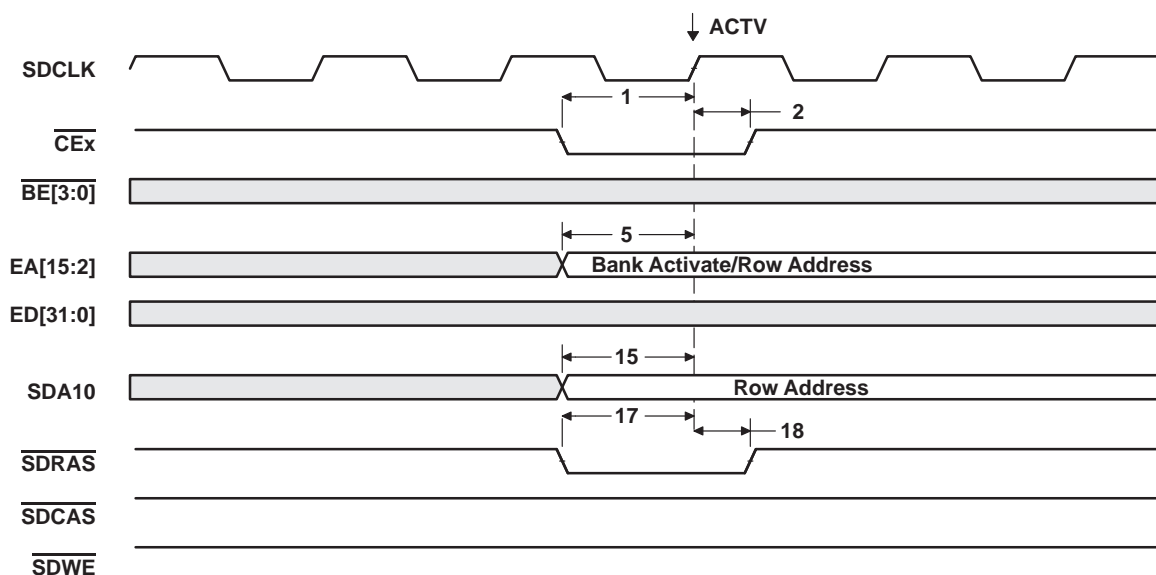 ACTV
SDCLK
1
2
CEx
BE[3:0]
5
EA[15:2]
Bank Activate/Row Address
ED[31:0]
15
SDA10
Row Address
17
18
SDRAS
SDCAS
SDWE